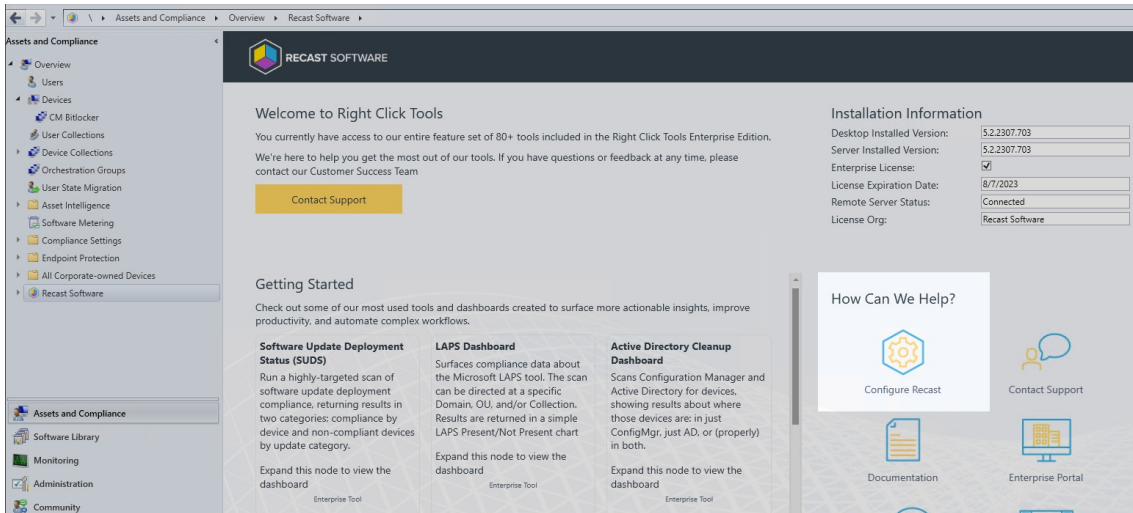 \ ▸ Assets and Compliance ▸ Overview ▸ Recast Software ▸
Assets and Compliance
Overview
Users
Devices
CM Bitlocker
User Collections
Device Collections
Orchestration Groups
User State Migration
Asset Intelligence
Software Metering
Compliance Settings
Endpoint Protection
All Corporate-owned Devices
Recast Software
Assets and Compliance
Software Library
Monitoring
Administration
Community
RECAST SOFTWARE
Welcome to Right Click Tools
You currently have access to our entire feature set of 80+ tools included in the Right Click Tools Enterprise Edition.
We're here to help you get the most out of our tools. If you have questions or feedback at any time, please
contact our Customer Success Team
Contact Support
Installation Information
Desktop Installed Version: 5.2.2307.703
Server Installed Version: 5.2.2307.703
Enterprise License:
License Expiration Date: 8/7/2023
Remote Server Status: Connected
License Org: Recast Software
Getting Started
Check out some of our most used tools and dashboards created to surface more actionable insights, improve
productivity, and automate complex workflows.
Software Update Deployment
Status (SUDS)
Run a highly-targeted scan of
software update deployment
compliance, returning results in
two categories: compliance by
device and non-compliant devices
by update category.
Expand this node to view the
dashboard
Enterprise Tool
LAPS Dashboard
Surfaces compliance data about
the Microsoft LAPS tool. The scan
can be directed at a specific
Domain, OU, and/or Collection.
Results are returned in a simple
LAPS Present/Not Present chart
Expand this node to view the
dashboard
Enterprise Tool
Active Directory Cleanup
Dashboard
Scans Configuration Manager and
Active Directory for devices,
showing results about where
those devices are: in just
ConfigMgr, just AD, or (properly)
in both.
Expand this node to view the
dashboard
Enterprise Tool
How Can We Help?
Configure Recast
Contact Support
Documentation
Enterprise Portal